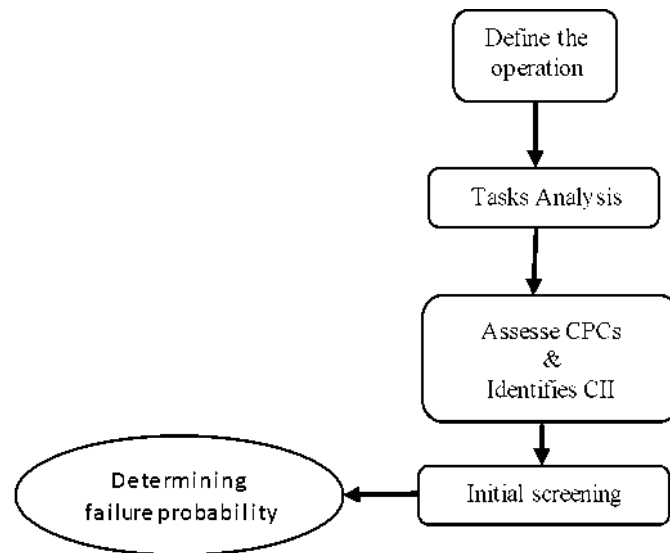 Define the
operation
Tasks Analysis
Assesse CPCs
&
Identifies CII
Initial screening
Determining
failure probability